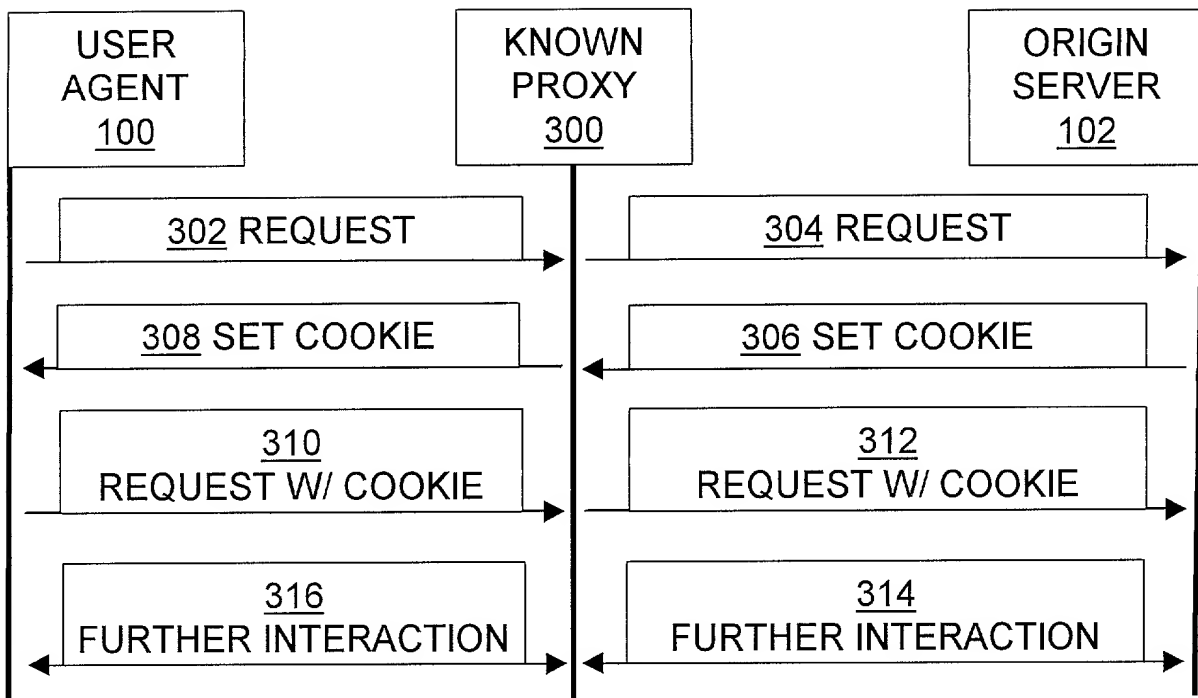 USER
AGENT
100
KNOWN
PROXY
300
ORIGIN
SERVER
102
302 REQUEST
304 REQUEST
308 SET COOKIE
306 SET COOKIE
310
REQUEST W/ COOKIE
312
REQUEST W/ COOKIE
316
FURTHER INTERACTION
314
FURTHER INTERACTION